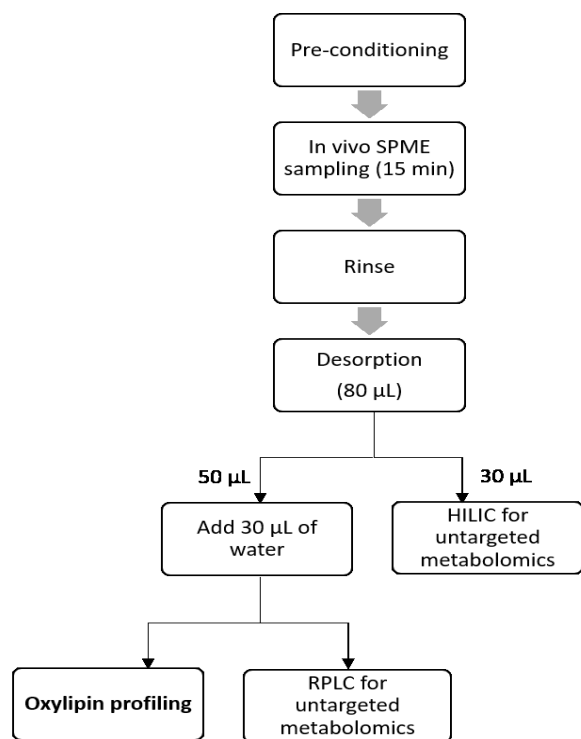 Pre-conditioning
In vivo SPME
sampling (15 min)
Rinse
Desorption
(80 µL)
50 µL
30 µL
Add 30 µL of
water
HILIC for
untargeted
metabolomics
Oxylipin profiling
RPLC for
untargeted
metabolomics